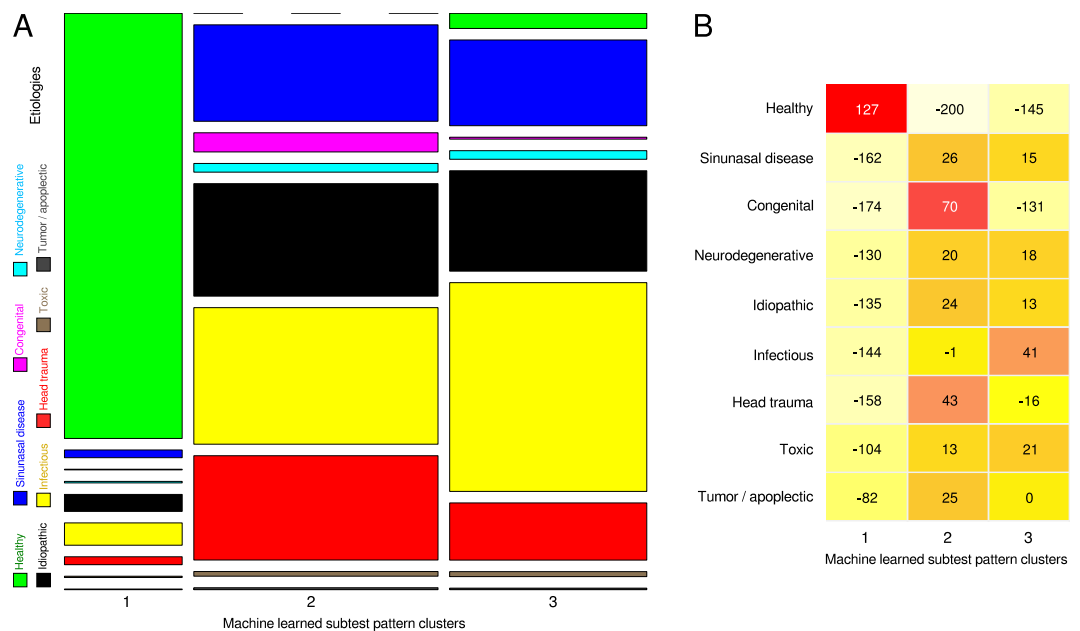 A
Etiologies
Healthy
Sinunasal disease
Congenital
Neurodegenerative
Idiopathic
Infectious
Head trauma
Toxic
Tumor / apoplectic
1 2 3
Machine learned subtest pattern clusters
B
Healthy 127 -200 -145
Sinunasal disease -162 26 15
Congenital -174 70 -131
Neurodegenerative -130 20 18
Idiopathic -135 24 13
Infectious -144 -1 41
Head trauma -158 43 -16
Toxic -104 13 21
Tumor / apoplectic -82 25 0
1 2 3
Machine learned subtest pattern clusters